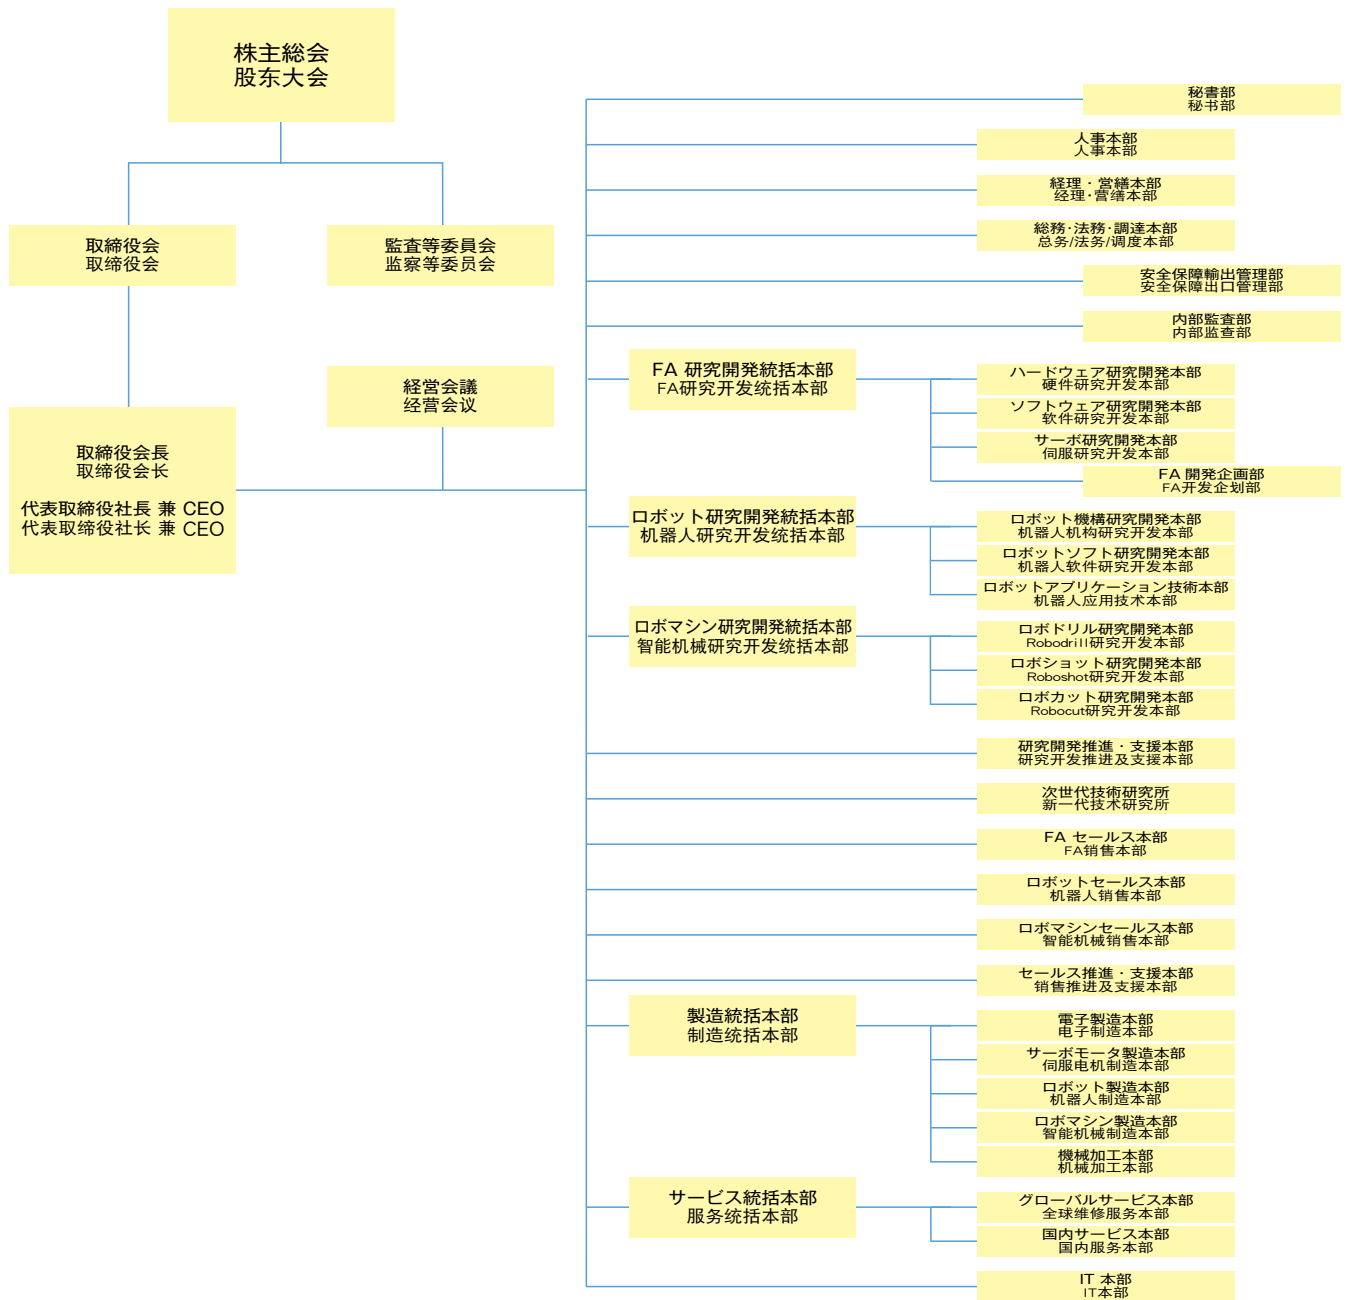 株主総会
股东大会
取締役会
取缔役会
監査等委員会
监察等委员会
経営会議
经营会议
取締役会長
取缔役会长
代表取締役社長 兼 CEO
代表取缔役社长 兼 CEO
秘書部
秘书部
人事本部
人事本部
経理・営繕本部
经理·营缮本部
総務·法務·調達本部
总务/法务/调度本部
安全保障輸出管理部
安全保障出口管理部
内部監査部
内部监查部
FA 研究開発統括本部
FA研究开发统括本部
ハードウェア研究開発本部
硬件研究开发本部
ソフトウェア研究開発本部
软件研究开发本部
サーボ研究開発本部
伺服研究开发本部
FA 開発企画部
FA开发企划部
ロボット研究開発統括本部
机器人研究开发统括本部
ロボット機構研究開発本部
机器人机构研究开发本部
ロボットソフト研究開発本部
机器人软件研究开发本部
ロボットアプリケーション技術本部
机器人应用技术本部
ロボマシン研究開発統括本部
智能机械研究开发统括本部
ロボドリル研究開発本部
Robodrill研究开发本部
ロボショット研究開発本部
Roboshot研究开发本部
ロボカット研究開発本部
Robocut研究开发本部
研究開発推進・支援本部
研究开发推进及支援本部
次世代技術研究所
新一代技术研究所
FA セールス本部
FA销售本部
ロボットセールス本部
机器人销售本部
ロボマシンセールス本部
智能机械销售本部
セールス推進・支援本部
销售推进及支援本部
製造統括本部
制造统括本部
電子製造本部
电子制造本部
サーボモータ製造本部
伺服电机制造本部
ロボット製造本部
机器人制造本部
ロボマシン製造本部
智能机械制造本部
機械加工本部
机械加工本部
サービス統括本部
服务统括本部
グローバルサービス本部
全球维修服务本部
国内サービス本部
国内服务本部
IT 本部
IT本部